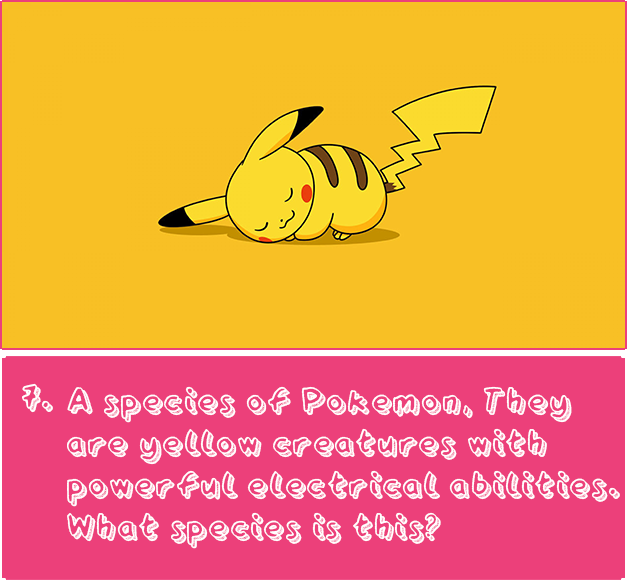 7. A species of Pokemon, They
are yellow creatures with
powerful electrical abilities.
What species is this?